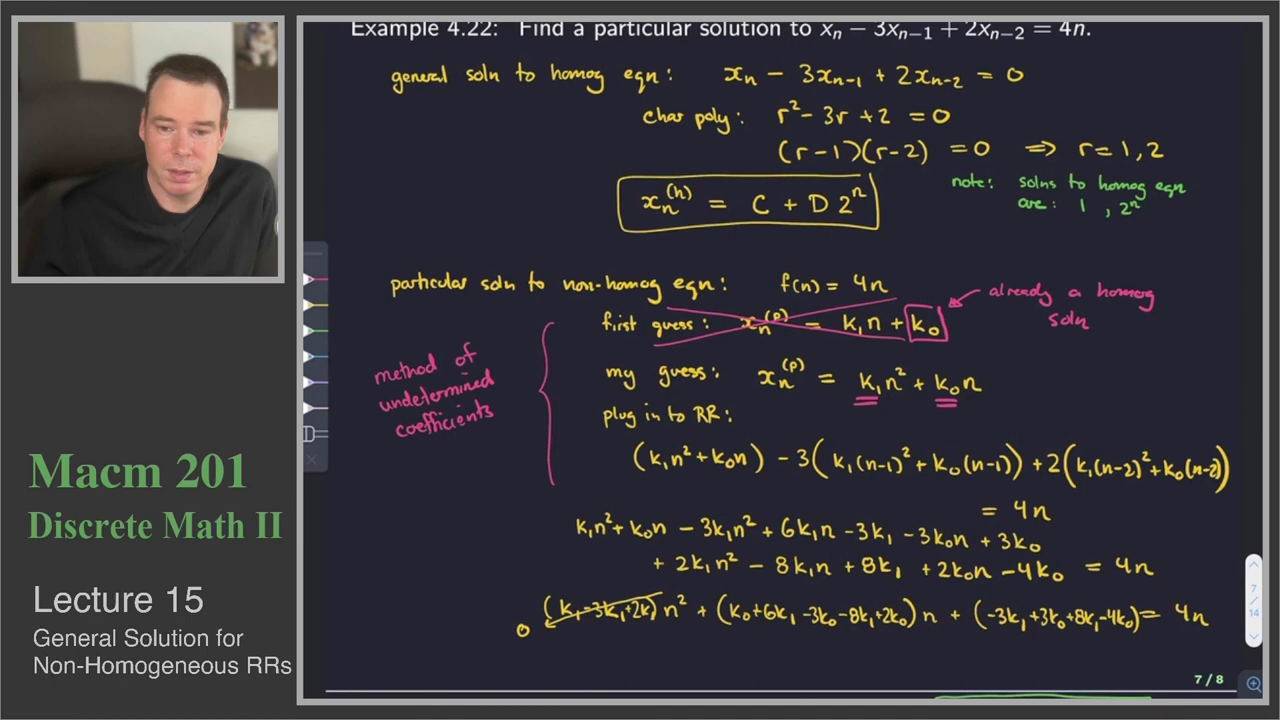 Example 4.22: Find a particular solution to xₙ − 3xₙ₋₁ + 2xₙ₋₂ = 4n.
general soln to homog eqn: xₙ − 3xₙ₋₁ + 2xₙ₋₂ = 0
char poly: r² − 3r + 2 = 0
(r−1)(r−2) = 0 ⟹ r = 1, 2
note: solns to homog eqn
are: 1, 2ⁿ
xₙ⁽ʰ⁾ = C + D 2ⁿ
particular soln to non-homog eqn: f(n) = 4n
first guess: xₙ⁽ᵖ⁾ = k₁n + k₀
already a homog
soln
method of
undetermined
coefficients
my guess: xₙ⁽ᵖ⁾ = k₁n² + k₀n
plug in to RR:
(k₁n² + k₀n) − 3(k₁(n−1)² + k₀(n−1)) + 2(k₁(n−2)² + k₀(n−2))
= 4n
k₁n² + k₀n − 3k₁n² + 6k₁n − 3k₁ − 3k₀n + 3k₀
+ 2k₁n² − 8k₁n + 8k₁ + 2k₀n − 4k₀ = 4n
0 (k₁−3k₁+2k₁)n² + (k₀+6k₁−3k₀−8k₁+2k₀)n + (−3k₁+3k₀+8k₁−4k₀) = 4n
Macm 201
Discrete Math II
Lecture 15
General Solution for
Non-Homogeneous RRs
7 / 8
7
14